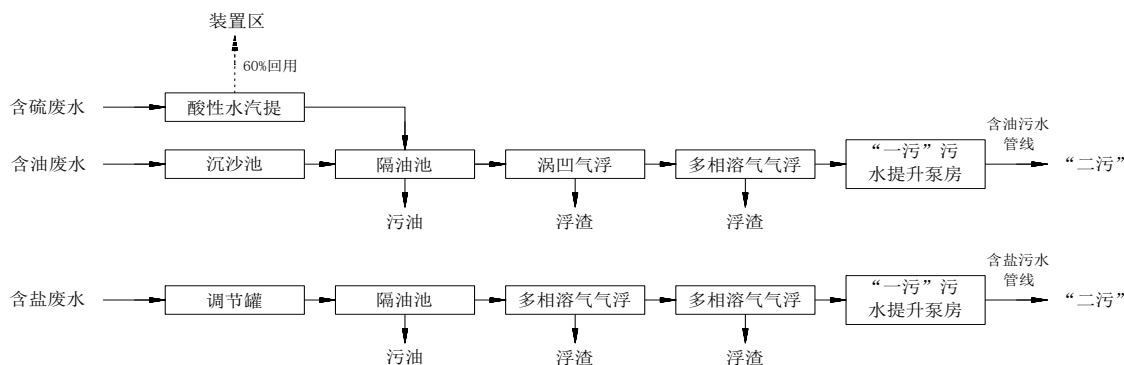 装置区
60%回用
含硫废水
酸性水汽提
含油废水
沉沙池
隔油池
涡凹气浮
多相溶气气浮
“一污”污
水提升泵房
含油污水
管线
“二污”
污油
浮渣
浮渣
含盐废水
调节罐
隔油池
多相溶气气浮
多相溶气气浮
“一污”污
水提升泵房
含盐污水
管线
“二污”
污油
浮渣
浮渣